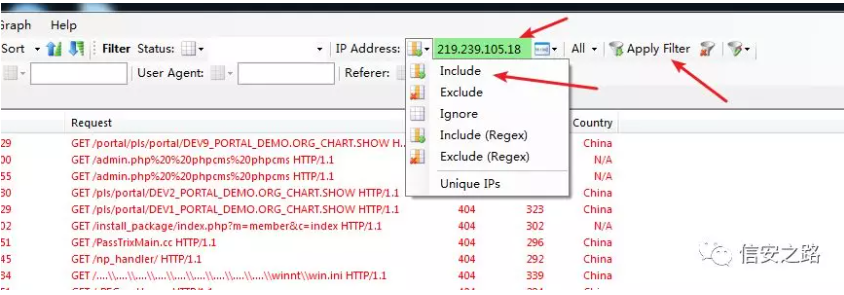 Graph Help
Sort Filter Status: IP Address: 219.239.105.18 All Apply Filter
User Agent: Referer:
Include
Exclude
Ignore
Include (Regex)
Exclude (Regex)
Unique IPs
Request Country
29 GET /portal/pls/portal/DEV9_PORTAL_DEMO.ORG_CHART.SHOW H... China
00 GET /admin.php%20%20phpcms%20phpcms HTTP/1.1 N/A
55 GET /admin.php%20%20phpcms%20phpcms HTTP/1.1 N/A
30 GET /pls/portal/DEV2_PORTAL_DEMO.ORG_CHART.SHOW HTTP/1.1 China
29 GET /pls/portal/DEV1_PORTAL_DEMO.ORG_CHART.SHOW HTTP/1.1 404 323 China
02 GET /install_package/index.php?m=member&c=index HTTP/1.1 404 302 N/A
51 GET /PassTrixMain.cc HTTP/1.1 404 296 China
45 GET /np_handler/ HTTP/1.1 404 292 China
34 GET /....\\....\\....\\....\\....\\....\\....\\....\\....\\winnt\\win.ini HTTP/1.1 404 339 China
信安之路